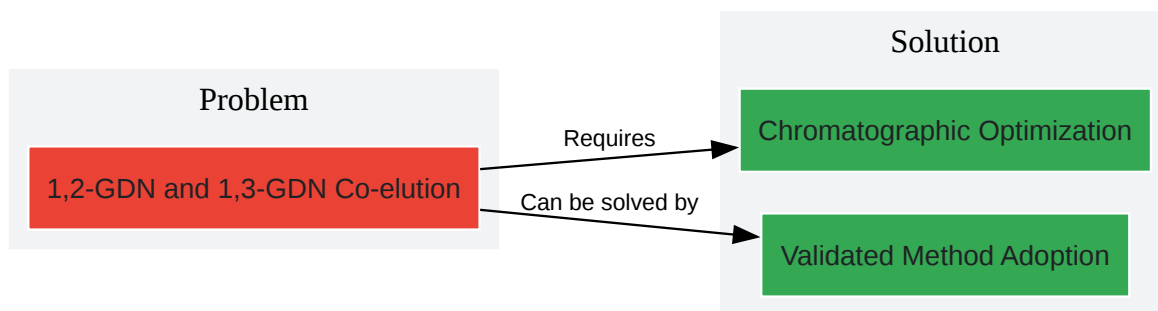 Problem
1,2-GDN and 1,3-GDN Co-elution
Requires
Can be solved by
Solution
Chromatographic Optimization
Validated Method Adoption